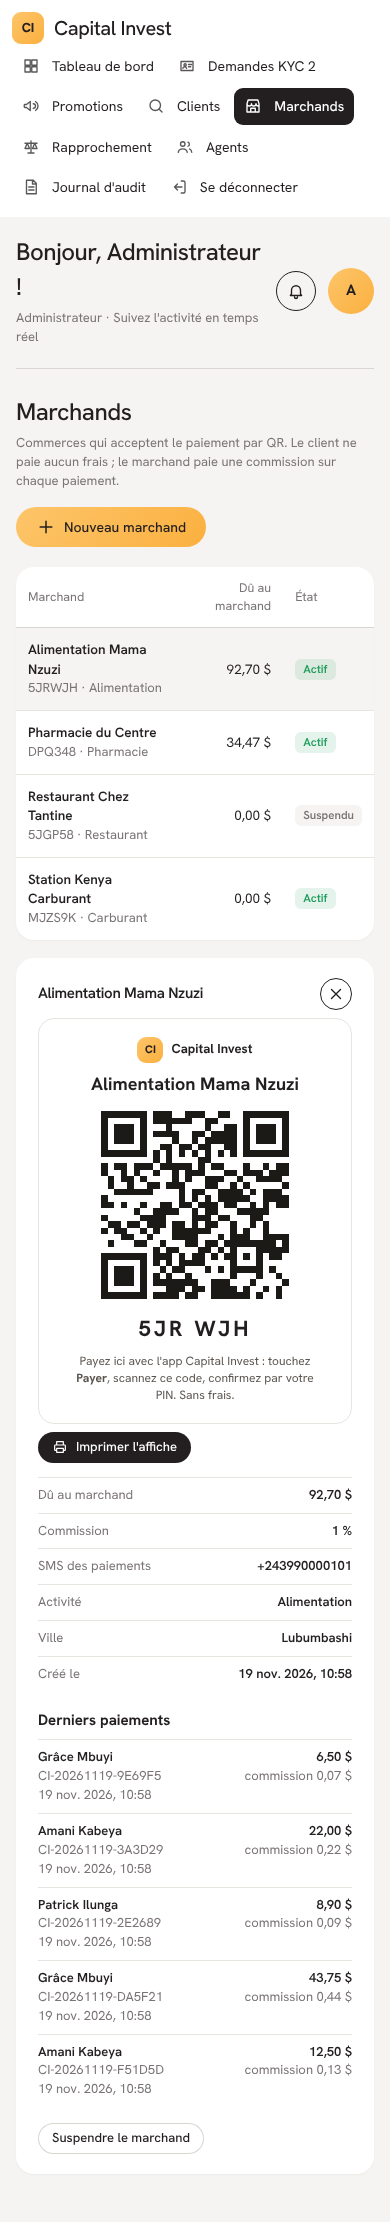 CI Capital Invest
Tableau de bord Demandes KYC 2
Promotions Clients Marchands
Rapprochement Agents
Journal d'audit Se déconnecter
Bonjour, Administrateur
!
Administrateur · Suivez l'activité en temps
réel
A
Marchands
Commerces qui acceptent le paiement par QR. Le client ne
paie aucun frais ; le marchand paie une commission sur
chaque paiement.
Nouveau marchand
Marchand Dû au marchand État
Alimentation Mama
Nzuzi
5JRWJH · Alimentation
92,70 $ Actif
Pharmacie du Centre
DPQ348 · Pharmacie
34,47 $ Actif
Restaurant Chez
Tantine
5JGP58 · Restaurant
0,00 $ Suspendu
Station Kenya
Carburant
MJZS9K · Carburant
0,00 $ Actif
Alimentation Mama Nzuzi
CI Capital Invest
Alimentation Mama Nzuzi
5JR WJH
Payez ici avec l'app Capital Invest : touchez
Payer, scannez ce code, confirmez par votre
PIN. Sans frais.
Imprimer l'affiche
Dû au marchand 92,70 $
Commission 1 %
SMS des paiements +243990000101
Activité Alimentation
Ville Lubumbashi
Créé le 19 nov. 2026, 10:58
Derniers paiements
Grâce Mbuyi 6,50 $
CI-20261119-9E69F5 commission 0,07 $
19 nov. 2026, 10:58
Amani Kabeya 22,00 $
CI-20261119-3A3D29 commission 0,22 $
19 nov. 2026, 10:58
Patrick Ilunga 8,90 $
CI-20261119-2E2689 commission 0,09 $
19 nov. 2026, 10:58
Grâce Mbuyi 43,75 $
CI-20261119-DA5F21 commission 0,44 $
19 nov. 2026, 10:58
Amani Kabeya 12,50 $
CI-20261119-F51D5D commission 0,13 $
19 nov. 2026, 10:58
Suspendre le marchand